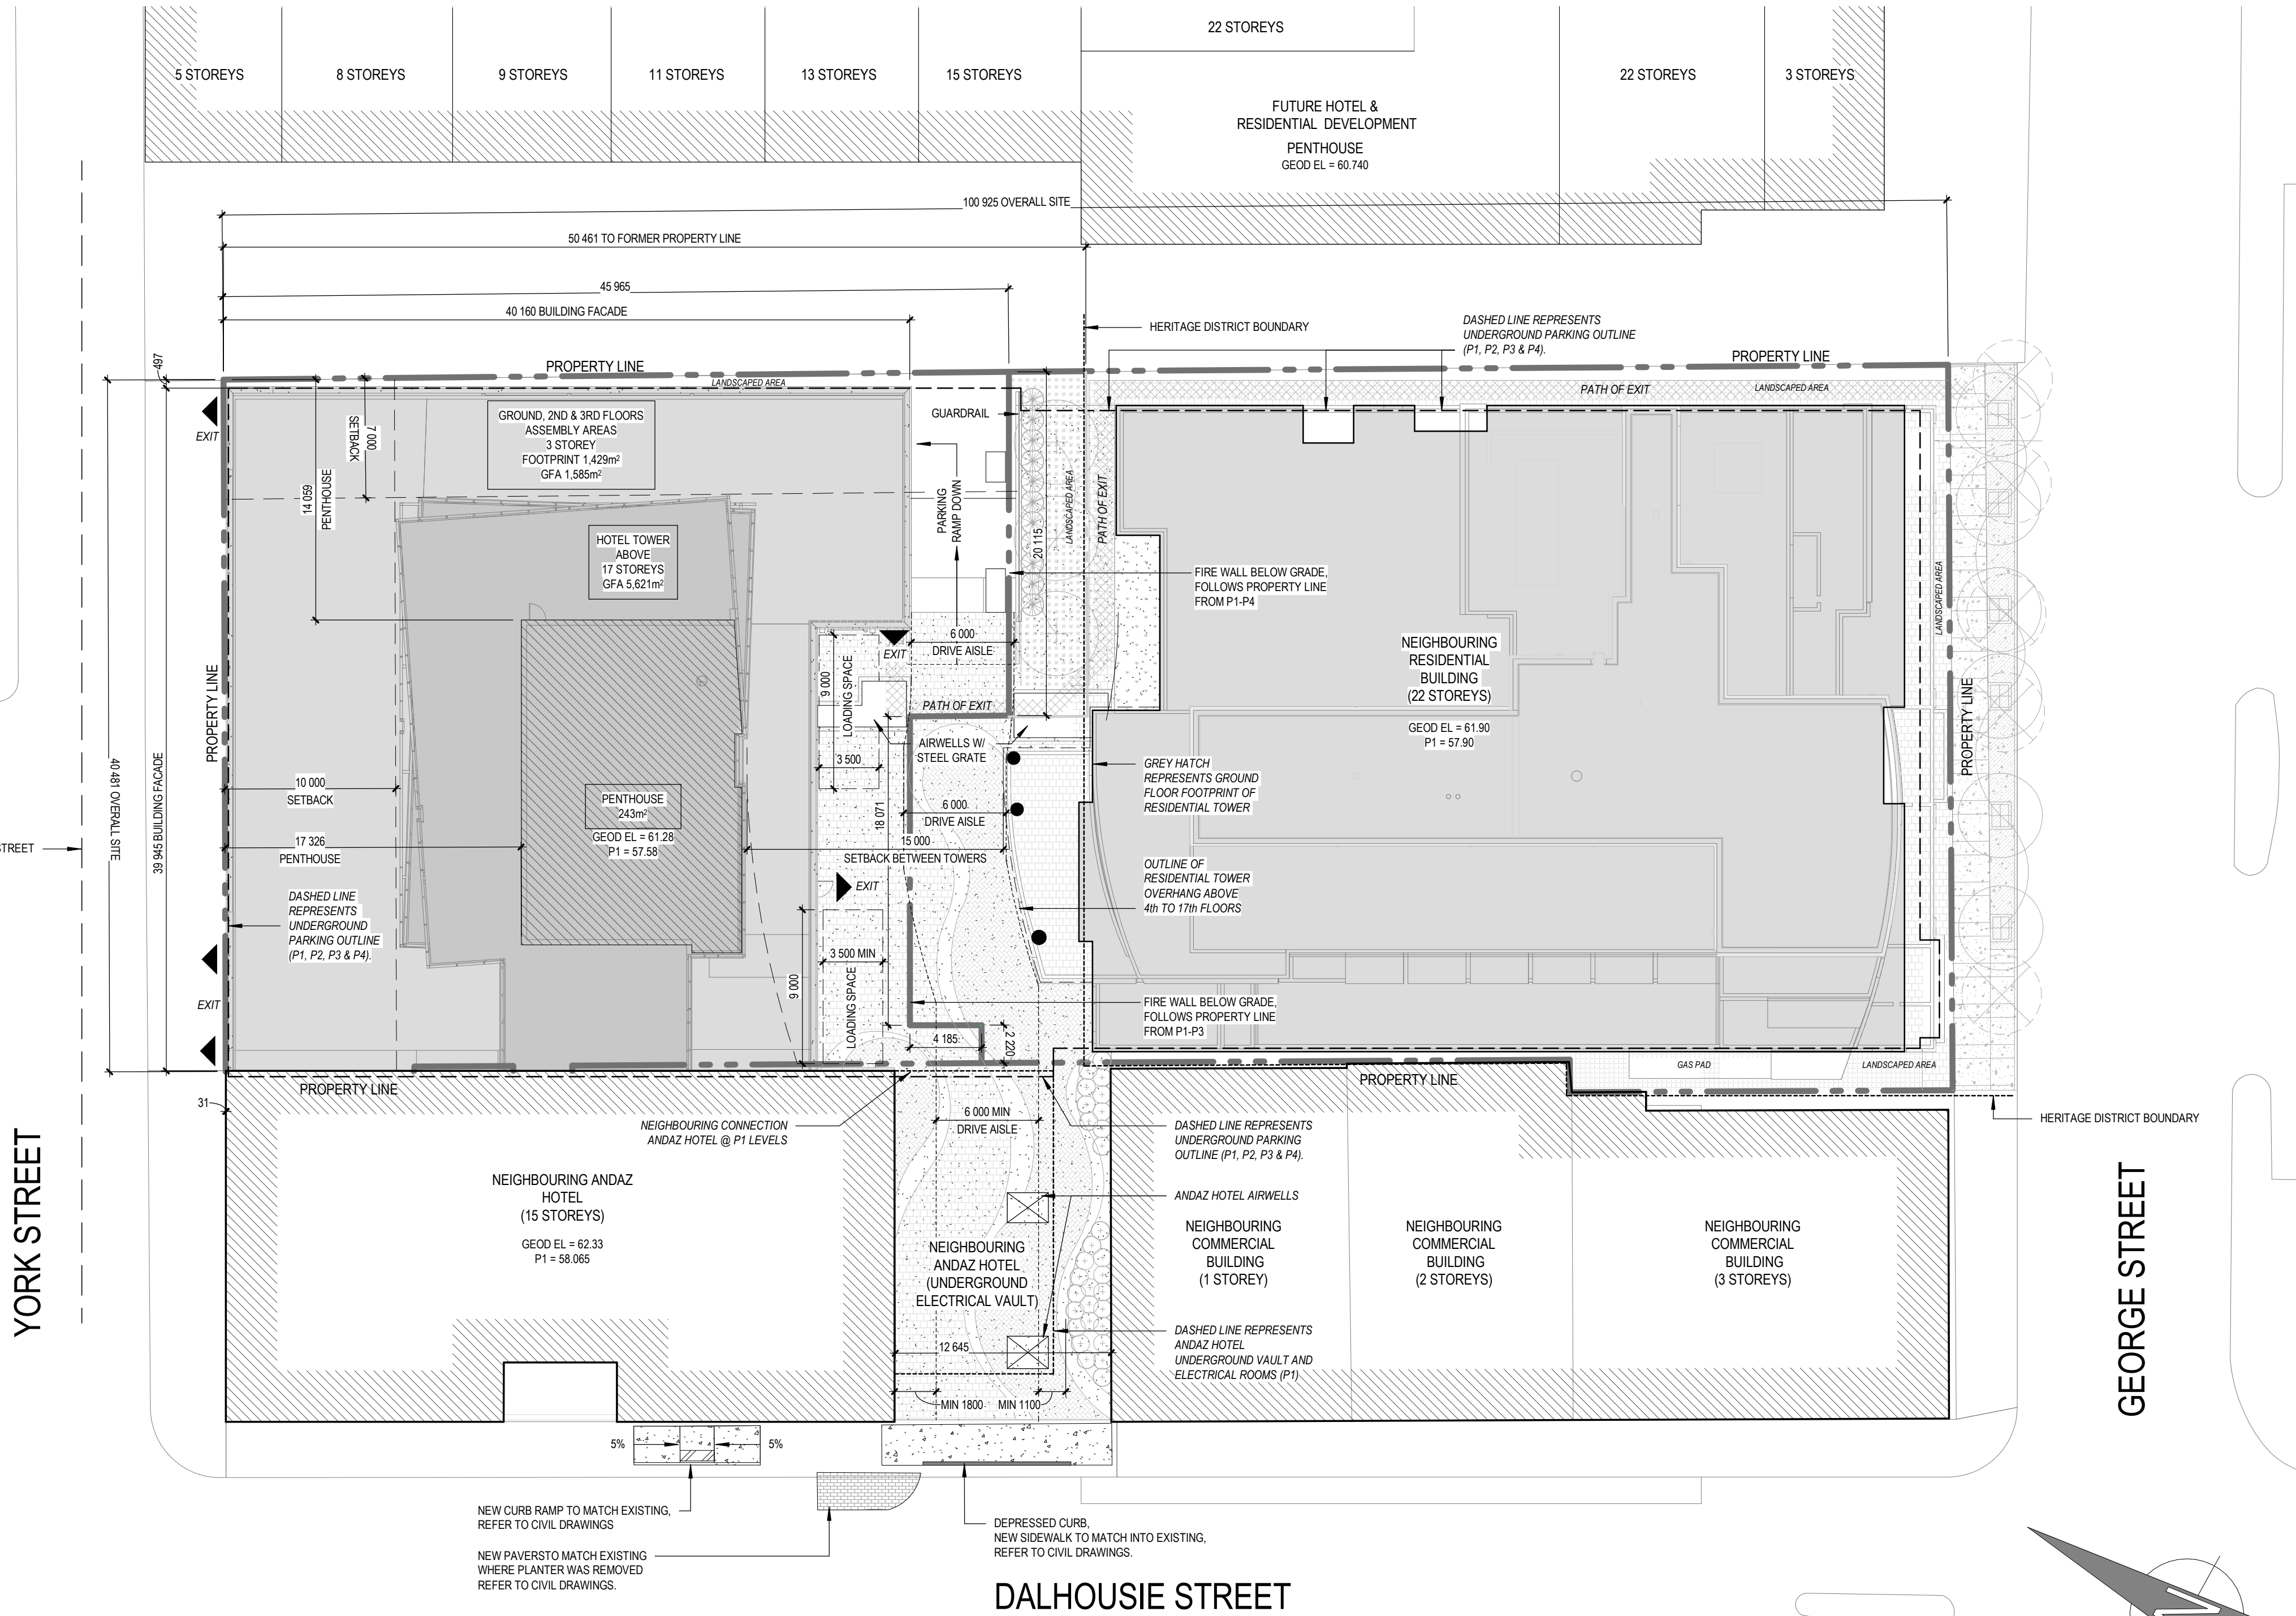 22 STOREYS
5 STOREYS
8 STOREYS
9 STOREYS
11 STOREYS
13 STOREYS
15 STOREYS
22 STOREYS
3 STOREYS
FUTURE HOTEL &
RESIDENTIAL DEVELOPMENT
PENTHOUSE
GEOD EL = 60.740
100 925 OVERALL SITE
50 461 TO FORMER PROPERTY LINE
45 965
40 160 BUILDING FACADE
HERITAGE DISTRICT BOUNDARY
DASHED LINE REPRESENTS
UNDERGROUND PARKING OUTLINE
(P1, P2, P3 & P4).
497
PROPERTY LINE
PROPERTY LINE
LANDSCAPED AREA
PATH OF EXIT
LANDSCAPED AREA
EXIT
7 000
SETBACK
GROUND, 2ND & 3RD FLOORS
ASSEMBLY AREAS
3 STOREY
FOOTPRINT 1,429m²
GFA 1,585m²
GUARDRAIL
14 059
PENTHOUSE
PARKING
RAMP DOWN
LANDSCAPED AREA
PATH OF EXIT
20 115
HOTEL TOWER
ABOVE
17 STOREYS
GFA 5,621m²
FIRE WALL BELOW GRADE,
FOLLOWS PROPERTY LINE
FROM P1-P4
LANDSCAPED AREA
6 000
DRIVE AISLE
EXIT
NEIGHBOURING
RESIDENTIAL
BUILDING
(22 STOREYS)
GEOD EL = 61.90
P1 = 57.90
PROPERTY LINE
9 000
LOADING SPACE
PATH OF EXIT
PROPERTY LINE
AIRWELLS W/
STEEL GRATE
3 500
GREY HATCH
REPRESENTS GROUND
FLOOR FOOTPRINT OF
RESIDENTIAL TOWER
40 481 OVERALL SITE
39 945 BUILDING FACADE
10 000
SETBACK
PENTHOUSE
243m²
GEOD EL = 61.28
P1 = 57.58
18 071
6 000
DRIVE AISLE
15 000
SETBACK BETWEEN TOWERS
TREET
17 326
PENTHOUSE
OUTLINE OF
RESIDENTIAL TOWER
OVERHANG ABOVE
4th TO 17th FLOORS
EXIT
DASHED LINE
REPRESENTS
UNDERGROUND
PARKING OUTLINE
(P1, P2, P3 & P4).
3 500 MIN
9 000
LOADING SPACE
EXIT
FIRE WALL BELOW GRADE,
FOLLOWS PROPERTY LINE
FROM P1-P3
4 185
2 220
GAS PAD
LANDSCAPED AREA
PROPERTY LINE
PROPERTY LINE
31
6 000 MIN
DRIVE AISLE
NEIGHBOURING CONNECTION
ANDAZ HOTEL @ P1 LEVELS
DASHED LINE REPRESENTS
UNDERGROUND PARKING
OUTLINE (P1, P2, P3 & P4).
HERITAGE DISTRICT BOUNDARY
NEIGHBOURING ANDAZ
HOTEL
(15 STOREYS)
GEOD EL = 62.33
P1 = 58.065
ANDAZ HOTEL AIRWELLS
NEIGHBOURING
ANDAZ HOTEL
(UNDERGROUND
ELECTRICAL VAULT)
NEIGHBOURING
COMMERCIAL
BUILDING
(1 STOREY)
NEIGHBOURING
COMMERCIAL
BUILDING
(2 STOREYS)
NEIGHBOURING
COMMERCIAL
BUILDING
(3 STOREYS)
YORK STREET
GEORGE STREET
12 645
DASHED LINE REPRESENTS
ANDAZ HOTEL
UNDERGROUND VAULT AND
ELECTRICAL ROOMS (P1)
MIN 1800
MIN 1100
5%
5%
NEW CURB RAMP TO MATCH EXISTING,
REFER TO CIVIL DRAWINGS
NEW PAVERSTO MATCH EXISTING
WHERE PLANTER WAS REMOVED
REFER TO CIVIL DRAWINGS.
DEPRESSED CURB,
NEW SIDEWALK TO MATCH INTO EXISTING,
REFER TO CIVIL DRAWINGS.
DALHOUSIE STREET